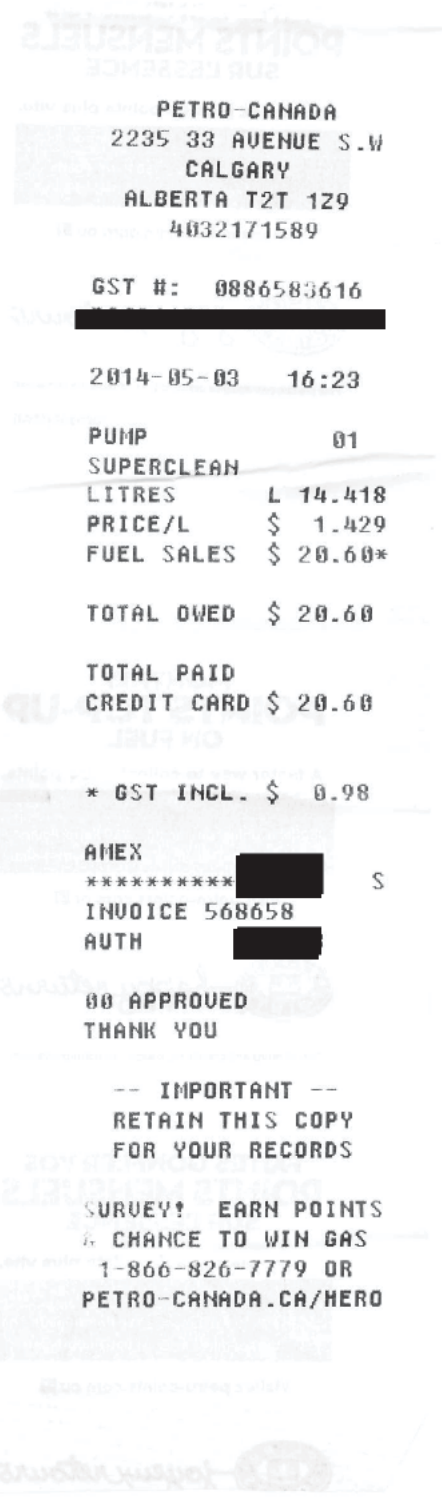 PETRO-CANADA
2235 33 AVENUE S.W
CALGARY
ALBERTA T2T 1Z9
4032171589
GST #: 0886583616
2014-05-03 16:23
PUMP 01
SUPERCLEAN
LITRES L 14.418
PRICE/L $ 1.429
FUEL SALES $ 20.60*
TOTAL OWED $ 20.60
TOTAL PAID
CREDIT CARD $ 20.60
* GST INCL. $ 0.98
AMEX
********** S
INVOICE 568658
AUTH
00 APPROVED
THANK YOU
-- IMPORTANT --
RETAIN THIS COPY
FOR YOUR RECORDS
SURVEY! EARN POINTS
& CHANCE TO WIN GAS
1-866-826-7779 OR
PETRO-CANADA.CA/HERO